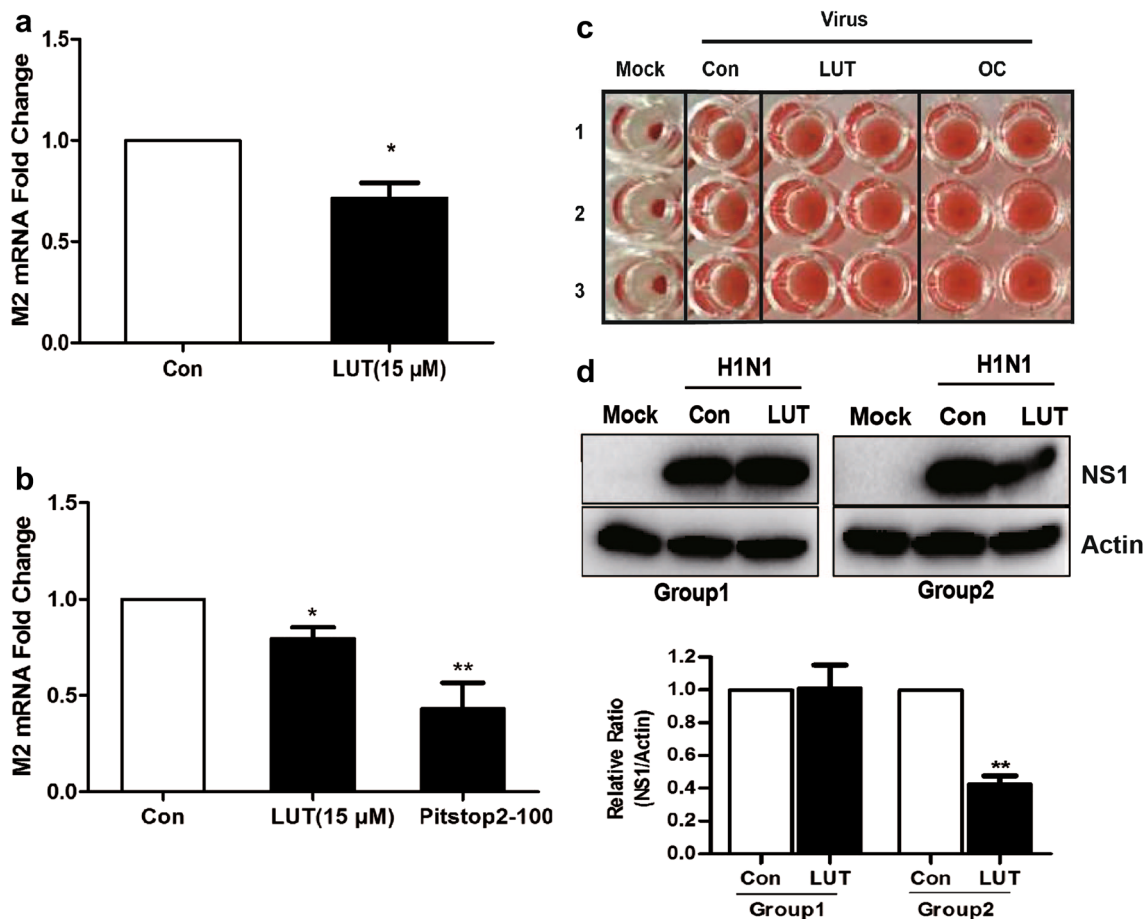 a
1.5
1.0
0.5
0.0
M2 mRNA Fold Change
*
Con
LUT(15 µM)
b
1.5
1.0
0.5
0.0
M2 mRNA Fold Change
*
**
Con
LUT(15 µM)
Pitstop2-100
c
Virus
Mock
Con
LUT
OC
1
2
3
d
H1N1
H1N1
Mock
Con
LUT
Mock
Con
LUT
NS1
Actin
Group1
Group2
1.2
1.0
0.8
0.6
0.4
0.2
0.0
Relative Ratio
(NS1/Actin)
**
Con
LUT
Con
LUT
Group1
Group2